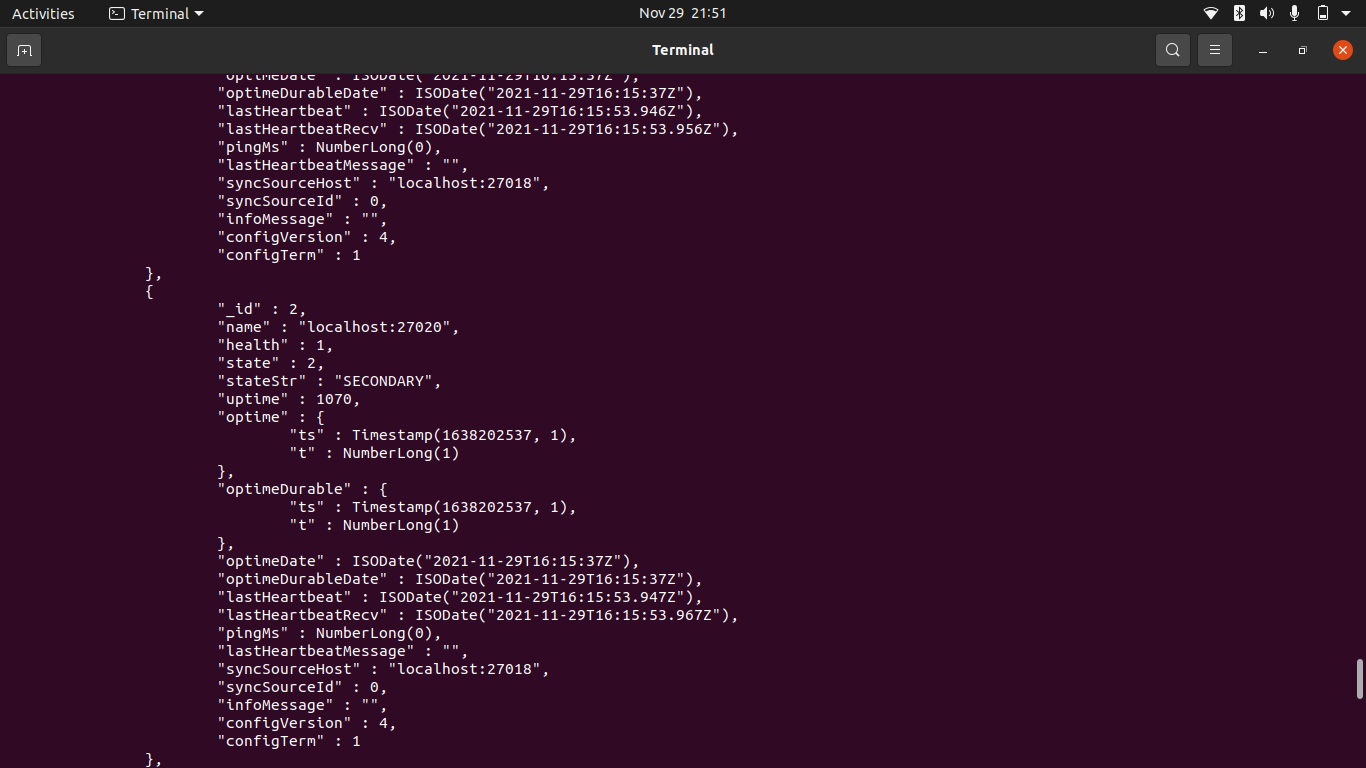 Activities Terminal Nov 29 21:51
Terminal
"optimeDate" : ISODate("2021-11-29T16:15:37Z"),
"optimeDurableDate" : ISODate("2021-11-29T16:15:37Z"),
"lastHeartbeat" : ISODate("2021-11-29T16:15:53.946Z"),
"lastHeartbeatRecv" : ISODate("2021-11-29T16:15:53.956Z"),
"pingMs" : NumberLong(0),
"lastHeartbeatMessage" : "",
"syncSourceHost" : "localhost:27018",
"syncSourceId" : 0,
"infoMessage" : "",
"configVersion" : 4,
"configTerm" : 1
},
{
"_id" : 2,
"name" : "localhost:27020",
"health" : 1,
"state" : 2,
"stateStr" : "SECONDARY",
"uptime" : 1070,
"optime" : {
"ts" : Timestamp(1638202537, 1),
"t" : NumberLong(1)
},
"optimeDurable" : {
"ts" : Timestamp(1638202537, 1),
"t" : NumberLong(1)
},
"optimeDate" : ISODate("2021-11-29T16:15:37Z"),
"optimeDurableDate" : ISODate("2021-11-29T16:15:37Z"),
"lastHeartbeat" : ISODate("2021-11-29T16:15:53.947Z"),
"lastHeartbeatRecv" : ISODate("2021-11-29T16:15:53.967Z"),
"pingMs" : NumberLong(0),
"lastHeartbeatMessage" : "",
"syncSourceHost" : "localhost:27018",
"syncSourceId" : 0,
"infoMessage" : "",
"configVersion" : 4,
"configTerm" : 1
},